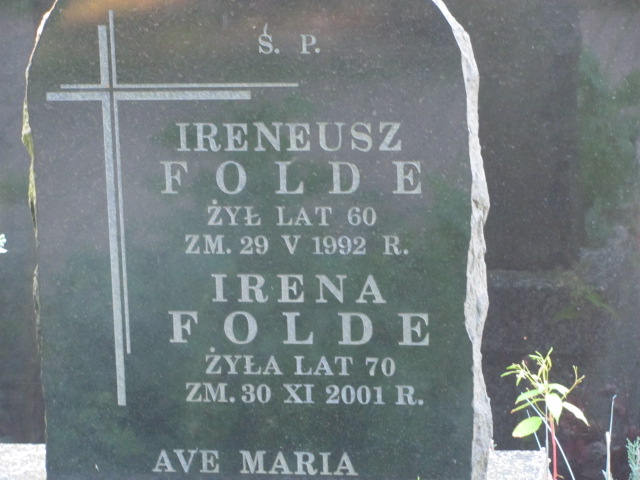 Ś. P.
IRENEUSZ
FOLDE
ŻYŁ LAT 60
ZM. 29 V 1992 R.
IRENA
FOLDE
ŻYŁA LAT 70
ZM. 30 XI 2001 R.
AVE MARIA